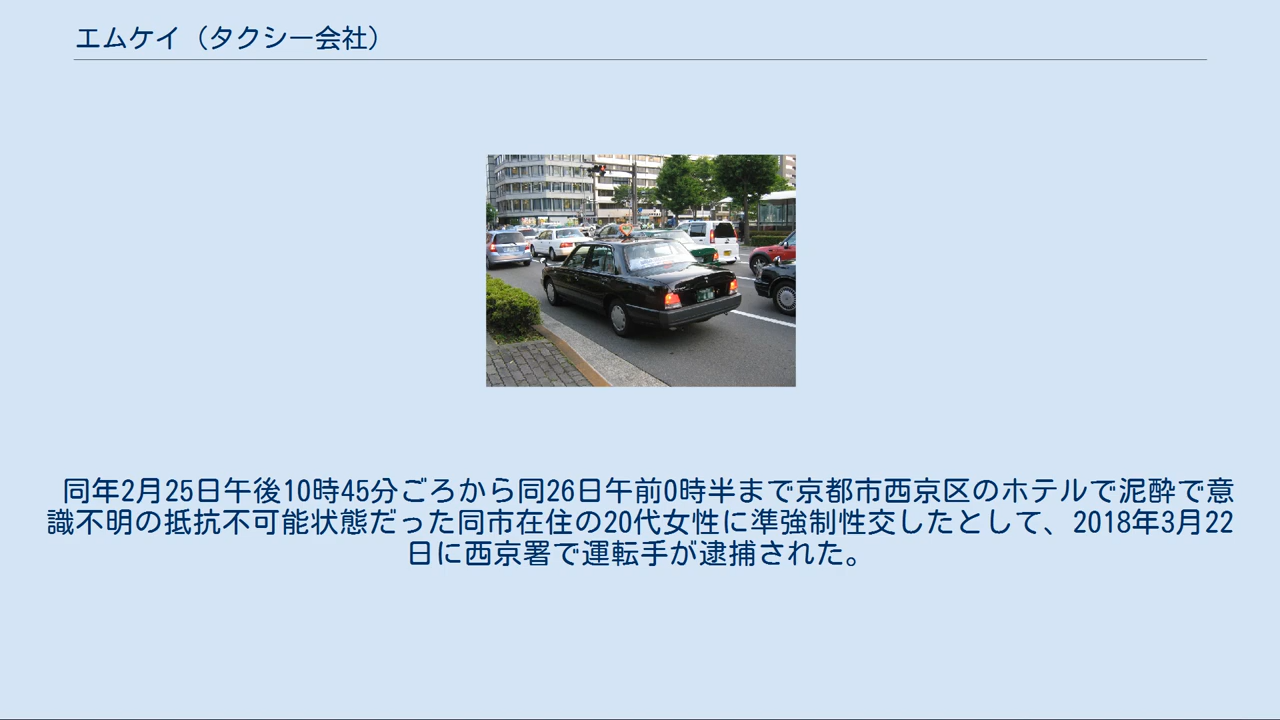 エムケイ（タクシー会社）
同年2月25日午後10時45分ごろから同26日午前0時半まで京都市西京区のホテルで泥酔で意
識不明の抵抗不可能状態だった同市在住の20代女性に準強制性交したとして、2018年3月22
日に西京署で運転手が逮捕された。